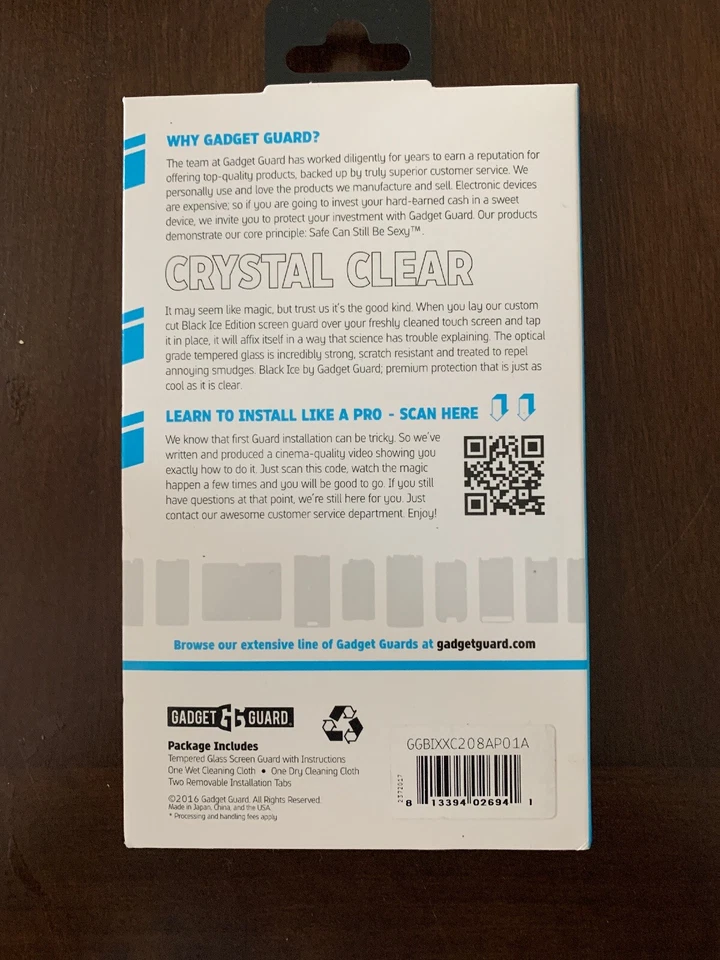 WHY GADGET GUARD?
The team at Gadget Guard has worked diligently for years to earn a reputation for
offering top-quality products, backed up by truly superior customer service. We
personally use and love the products we manufacture and sell. Electronic devices
are expensive; so if you are going to invest your hard-earned cash in a sweet
device, we invite you to protect your investment with Gadget Guard. Our products
demonstrate our core principle: Safe Can Still Be Sexy™.
CRYSTAL CLEAR
It may seem like magic, but trust us it's the good kind. When you lay our custom
cut Black Ice Edition screen guard over your freshly cleaned touch screen and tap
it in place, it will affix itself in a way that science has trouble explaining. The optical
grade tempered glass is incredibly strong, scratch resistant and treated to repel
annoying smudges. Black Ice by Gadget Guard; premium protection that is just as
cool as it is clear.
LEARN TO INSTALL LIKE A PRO - SCAN HERE
We know that first Guard installation can be tricky. So we've
written and produced a cinema-quality video showing you
exactly how to do it. Just scan this code, watch the magic
happen a few times and you will be good to go. If you still
have questions at that point, we're still here for you. Just
contact our awesome customer service department. Enjoy!
Browse our extensive line of Gadget Guards at gadgetguard.com
GADGET GG GUARD
Package Includes
Tempered Glass Screen Guard with Instructions
One Wet Cleaning Cloth • One Dry Cleaning Cloth
Two Removable Installation Tabs
©2016 Gadget Guard. All Rights Reserved.
Made in Japan, China, and the USA.
* Processing and handling fees apply
GGBIXXC208AP01A
2372017
8 13394 02694 1